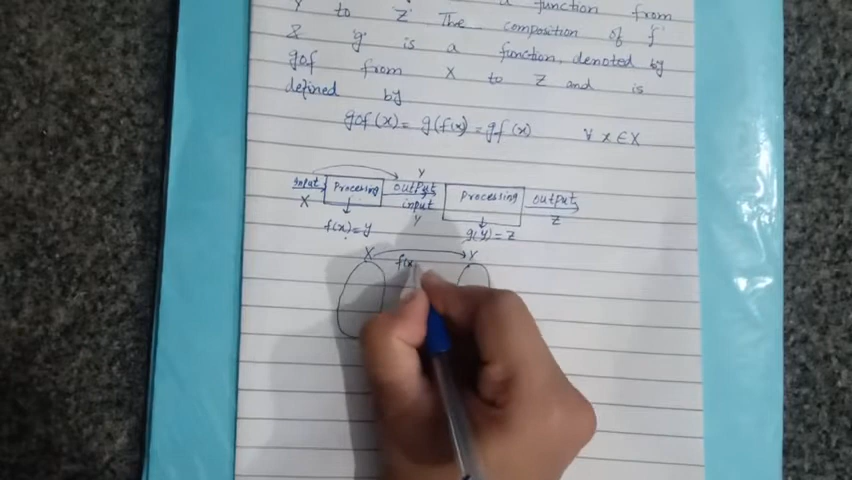 a function from
Y to Z. The composition of 'f'
& 'g' is a function, denoted by
gof from X to Z and is
defined by
gof(x) = g(f(x) = gf(x) ∀ x ∈ X
Y
input Processing output Processing output
X input Z
f(x) = y Y g(y) = z
X Y
f(x